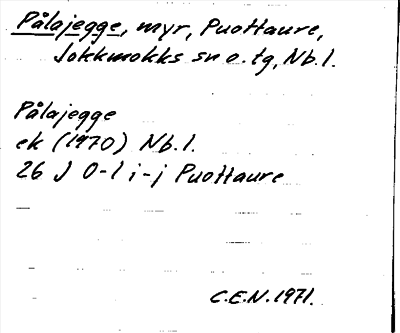 Pålajegge, myr, Puottaure,
Jokkmokks sn o. tg, Nb.l.
Pålajegge
ek (1970) Nb.l.
26 J 0-1 i-j Puottaure
C.E.N. 1971.